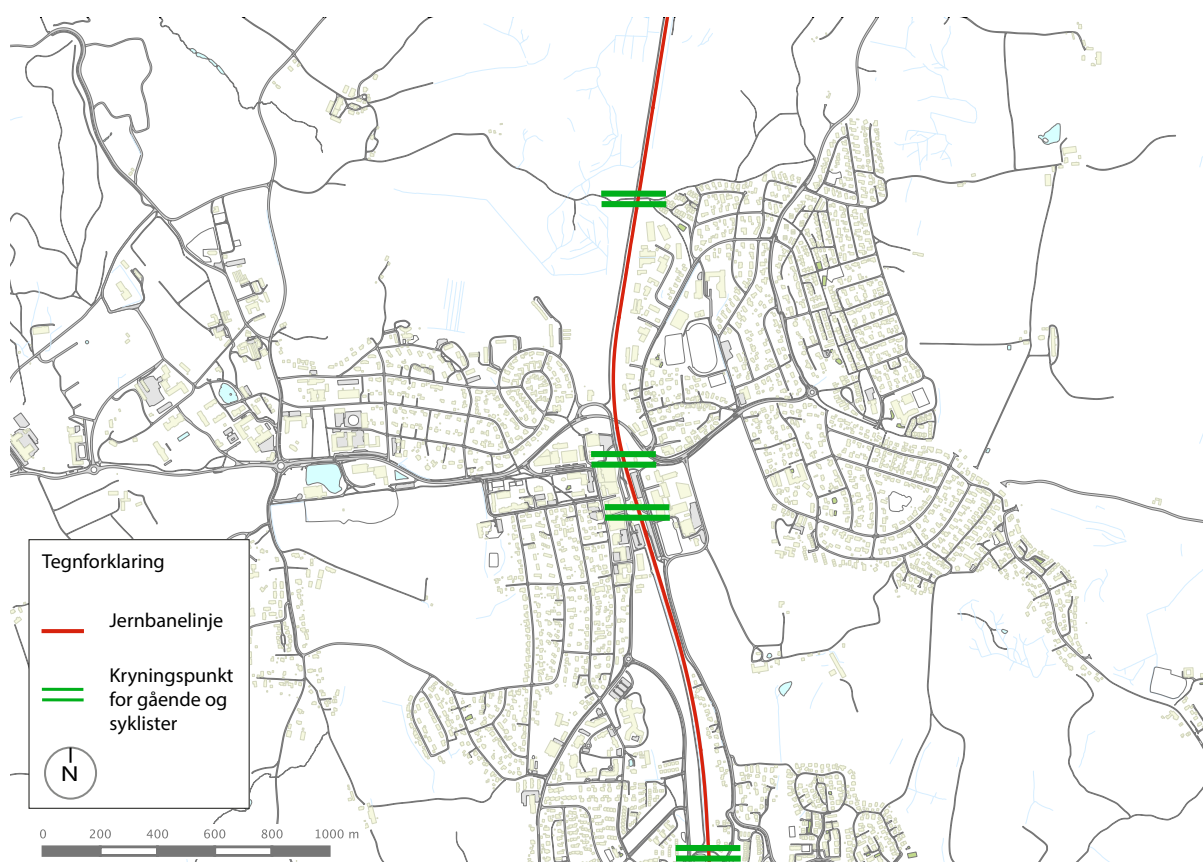 Tegnforklaring
Jernbanelinje
Kryningspunkt
for gående og
syklister
N
0 200 400 600 800 1000 m